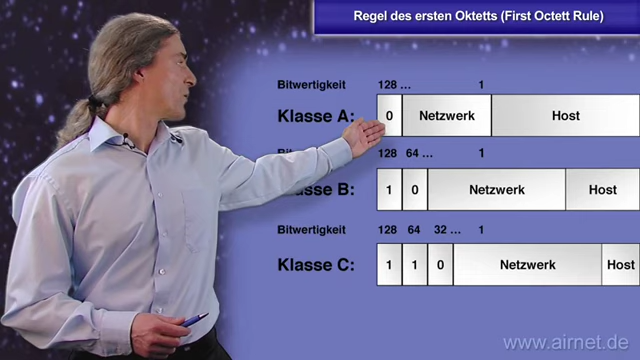 Regel des ersten Oktetts (First Octett Rule)
Bitwertigkeit 128 ... 1
Klasse A: 0 Netzwerk Host
128 64 ... 1
Klasse B: 1 0 Netzwerk Host
Bitwertigkeit 128 64 32 ... 1
Klasse C: 1 1 0 Netzwerk Host
www.airnet.de